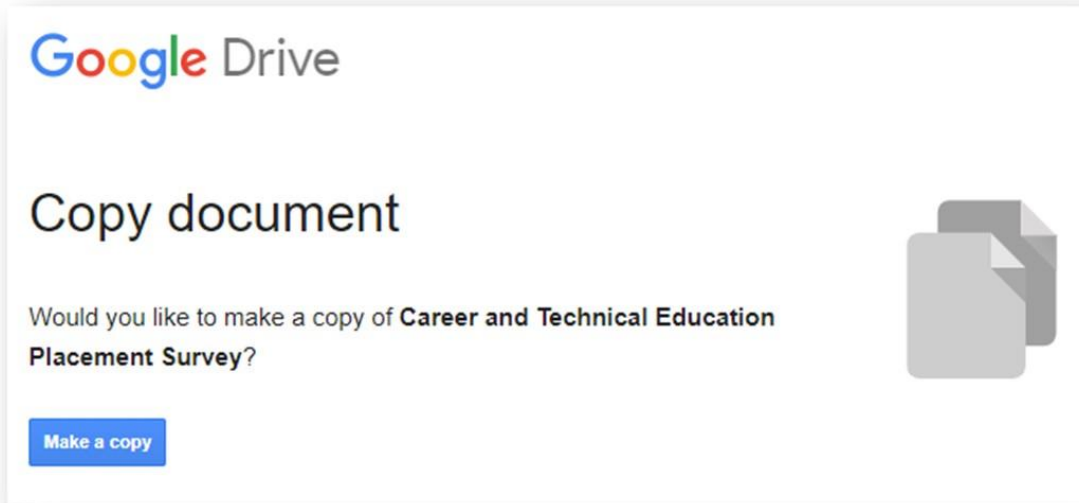 Google Drive
Copy document
Would you like to make a copy of Career and Technical Education
Placement Survey?
Make a copy